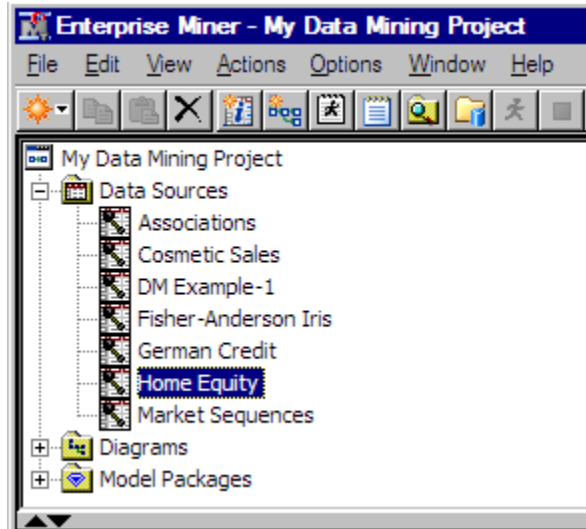 Enterprise Miner - My Data Mining Project
File Edit View Actions Options Window Help
My Data Mining Project
Data Sources
Associations
Cosmetic Sales
DM Example-1
Fisher-Anderson Iris
German Credit
Home Equity
Market Sequences
Diagrams
Model Packages